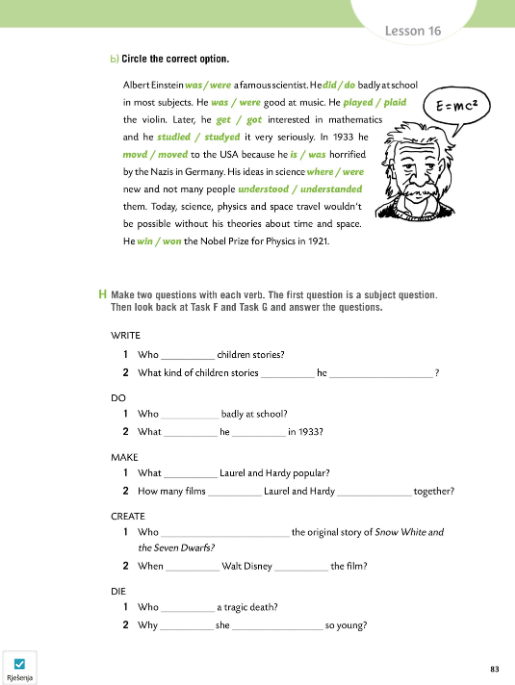 Lesson 16
b) Circle the correct option.
Albert Einstein was / were a famous scientist. He did / do badly at school
in most subjects. He was / were good at music. He played / plaid
the violin. Later, he get / got interested in mathematics
and he studied / studyed it very seriously. In 1933 he
movd / moved to the USA because he is / was horrified
by the Nazis in Germany. His ideas in science where / were
new and not many people understood / understanded
them. Today, science, physics and space travel wouldn't
be possible without his theories about time and space.
He win / won the Nobel Prize for Physics in 1921.
E=mc²
H Make two questions with each verb. The first question is a subject question.
Then look back at Task F and Task G and answer the questions.
WRITE
1 Who __________ children stories?
2 What kind of children stories __________ he ____________________ ?
DO
1 Who ___________ badly at school?
2 What __________ he __________ in 1933?
MAKE
1 What __________ Laurel and Hardy popular?
2 How many films __________ Laurel and Hardy ______________ together?
CREATE
1 Who ________________________ the original story of Snow White and
the Seven Dwarfs?
2 When __________ Walt Disney __________ the film?
DIE
1 Who __________ a tragic death?
2 Why __________ she _________________ so young?
83
Rješenja